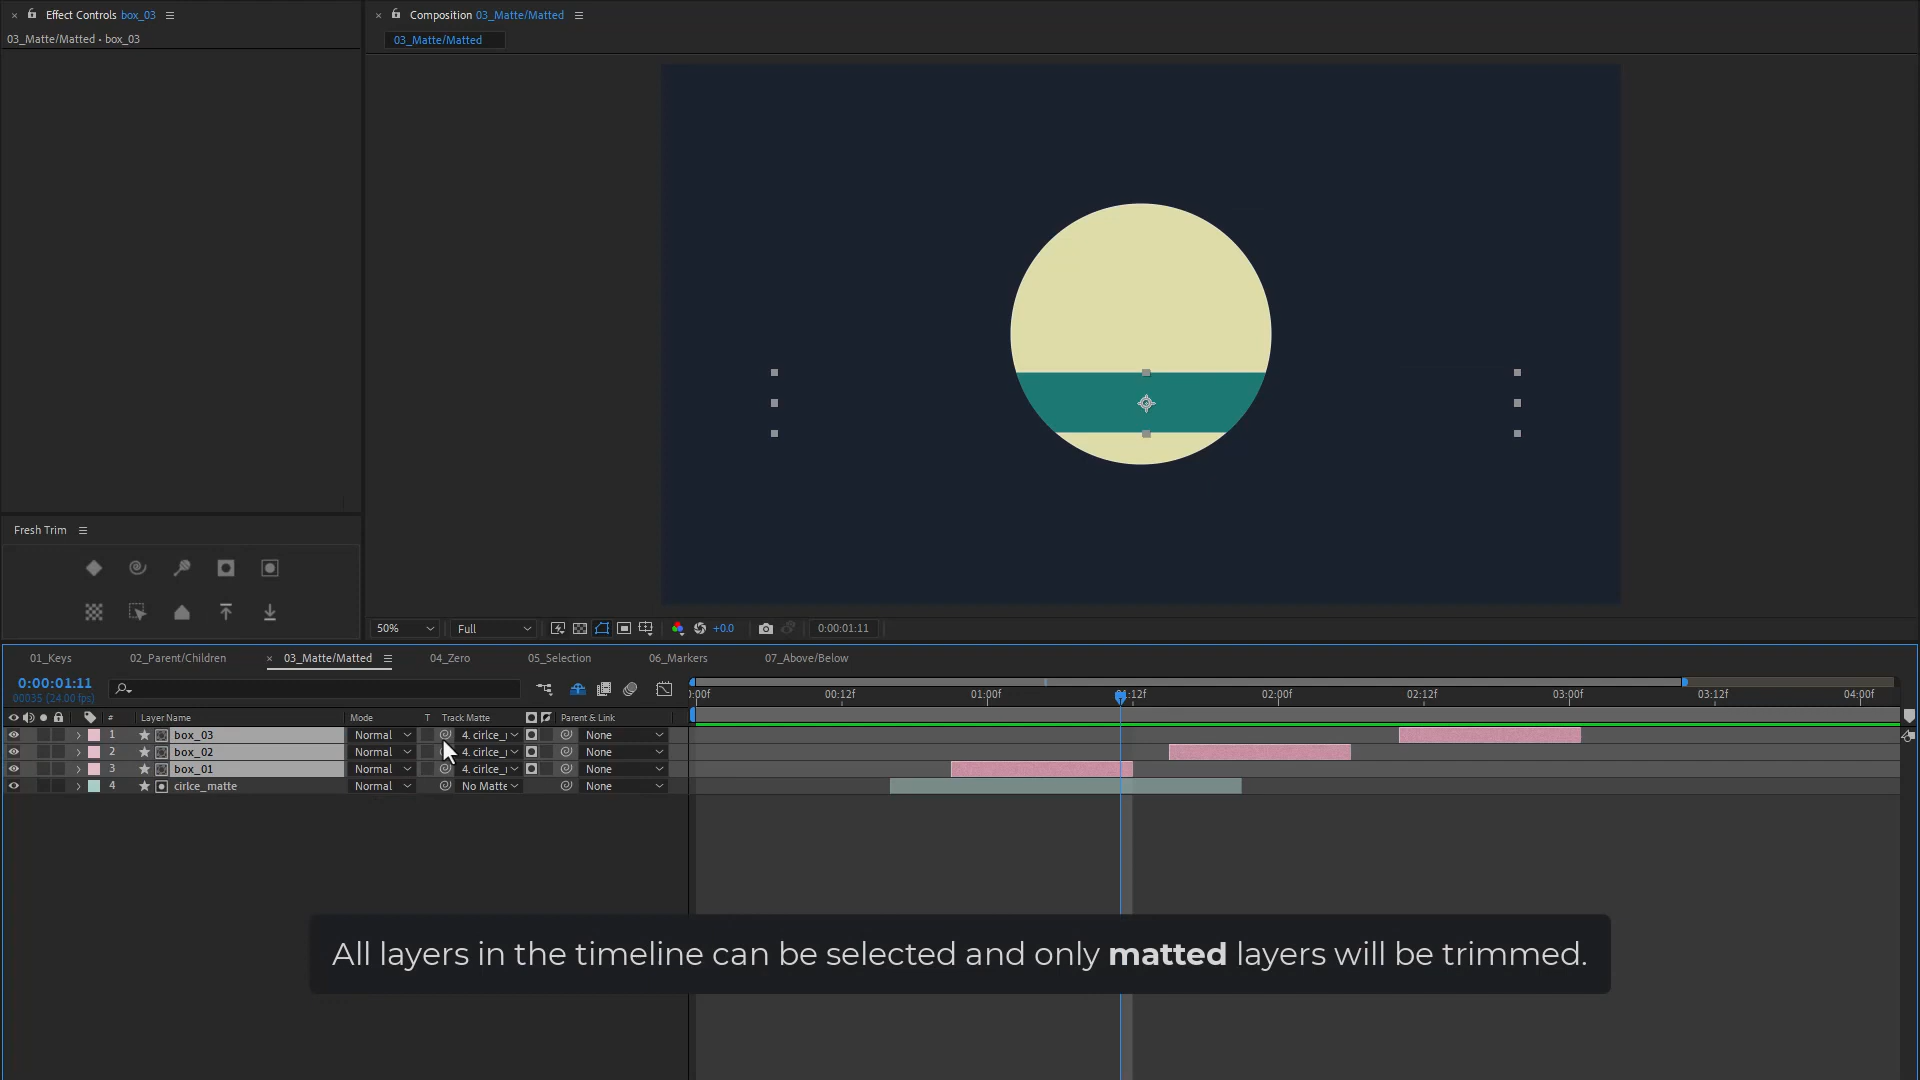 Effect Controls box_03
03_Matte/Matted • box_03
Composition 03_Matte/Matted
03_Matte/Matted
Fresh Trim
50%
Full
+0.0
0:00:01:11
01_Keys
02_Parent/Children
03_Matte/Matted
04_Zero
05_Selection
06_Markers
07_Above/Below
0:00:01:11
00035 (24.00 fps)
):00f 00:12f 01:00f 01:12f 02:00f 02:12f 03:00f 03:12f 04:00f
# Layer Name Mode T Track Matte Parent & Link
1 box_03 Normal 4. cirlce_ None
2 box_02 Normal 4. cirlce_ None
3 box_01 Normal 4. cirlce_ None
4 cirlce_matte Normal No Matte None
All layers in the timeline can be selected and only matted layers will be trimmed.